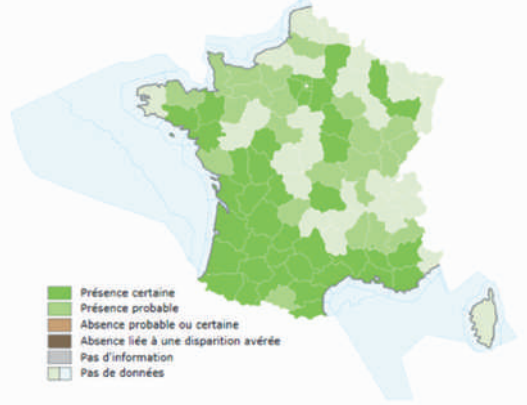 Présence certaine
Présence probable
Absence probable ou certaine
Absence liée à une disparition avérée
Pas d'information
Pas de données